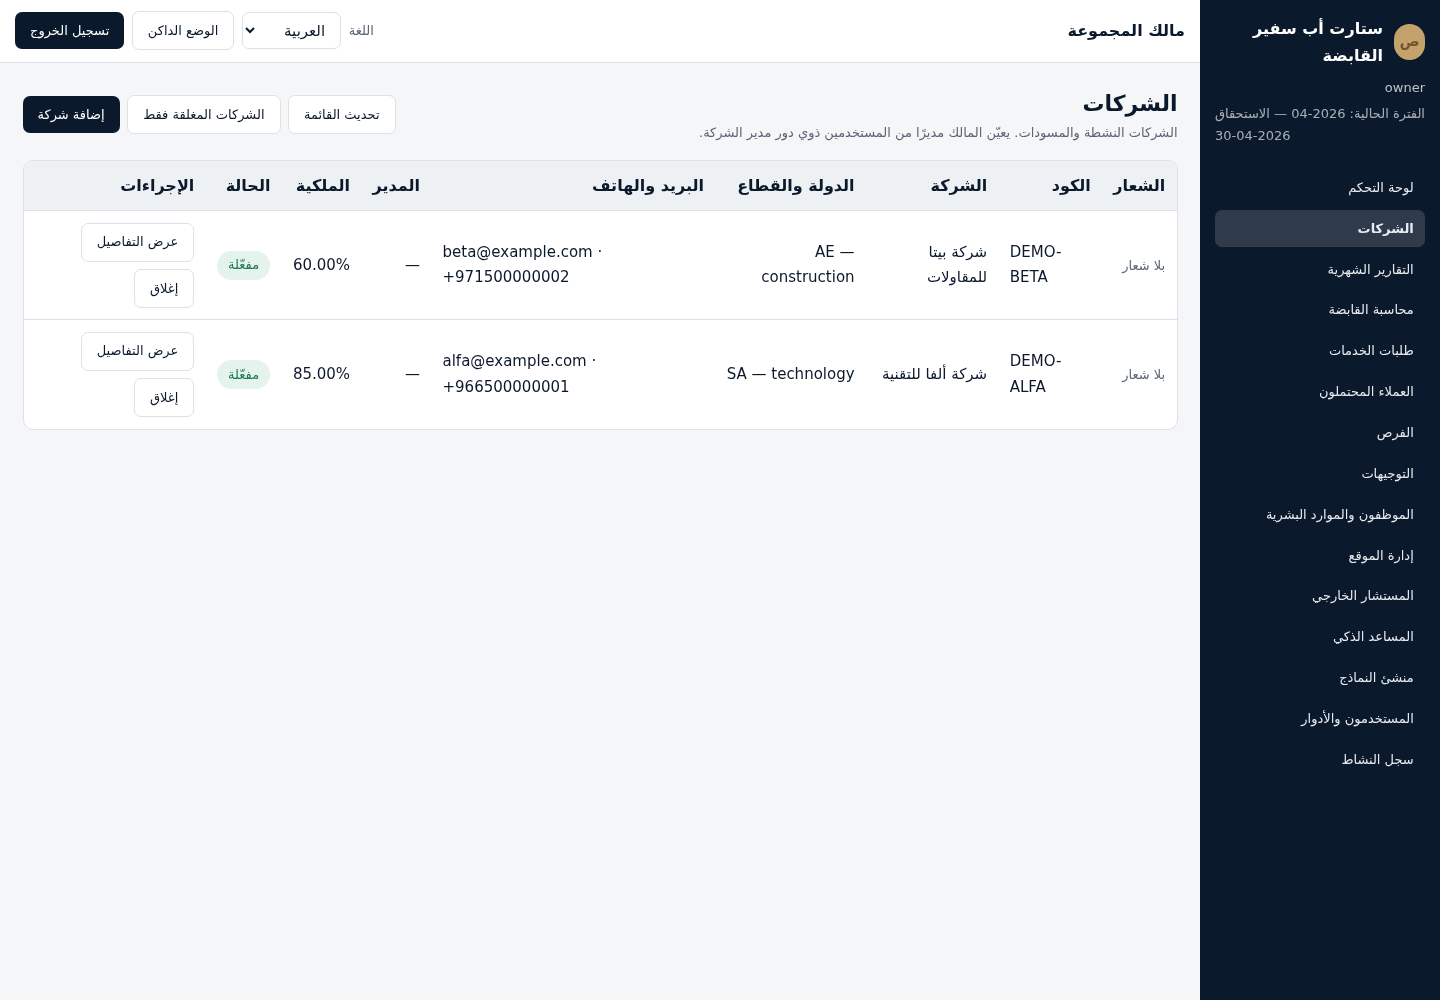 ص
ستارت أب سفير
القابضة
owner
الفترة الحالية: 2026-04 — الاستحقاق
2026-04-30
لوحة التحكم
الشركات
التقارير الشهرية
محاسبة القابضة
طلبات الخدمات
العملاء المحتملون
الفرص
التوجيهات
الموظفون والموارد البشرية
إدارة الموقع
المستشار الخارجي
المساعد الذكي
منشئ النماذج
المستخدمون والأدوار
سجل النشاط
مالك المجموعة
اللغة
العربية
الوضع الداكن
تسجيل الخروج
الشركات
الشركات النشطة والمسودات. يعيّن المالك مديرًا من المستخدمين ذوي دور مدير الشركة.
تحديث القائمة
الشركات المغلقة فقط
إضافة شركة
الشعار الكود الشركة الدولة والقطاع البريد والهاتف المدير الملكية الحالة الإجراءات
بلا شعار
DEMO-
BETA
شركة بيتا
للمقاولات
AE —
construction
beta@example.com ·
+971500000002
—
60.00%
مفعّلة
عرض التفاصيل
إغلاق
بلا شعار
DEMO-
ALFA
شركة ألفا للتقنية
SA — technology
alfa@example.com ·
+966500000001
—
85.00%
مفعّلة
عرض التفاصيل
إغلاق